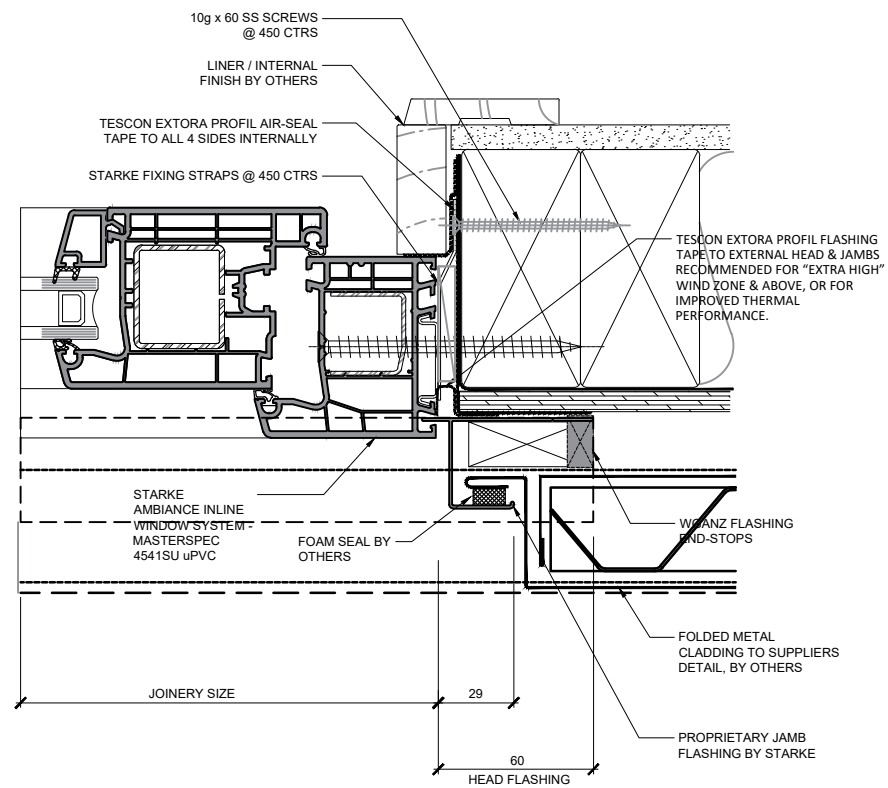 10g x 60 SS SCREWS
@ 450 CTRS
LINER / INTERNAL
FINISH BY OTHERS
TESCON EXTORA PROFIL AIR-SEAL
TAPE TO ALL 4 SIDES INTERNALLY
STARKE FIXING STRAPS @ 450 CTRS
TESCON EXTORA PROFIL FLASHING
TAPE TO EXTERNAL HEAD & JAMBS
RECOMMENDED FOR “EXTRA HIGH”
WIND ZONE & ABOVE, OR FOR
IMPROVED THERMAL
PERFORMANCE.
STARKE
AMBIANCE INLINE
WINDOW SYSTEM -
MASTERSPEC
4541SU uPVC
FOAM SEAL BY
OTHERS
WGANZ FLASHING
END-STOPS
FOLDED METAL
CLADDING TO SUPPLIERS
DETAIL, BY OTHERS
JOINERY SIZE
29
PROPRIETARY JAMB
FLASHING BY STARKE
60
HEAD FLASHING